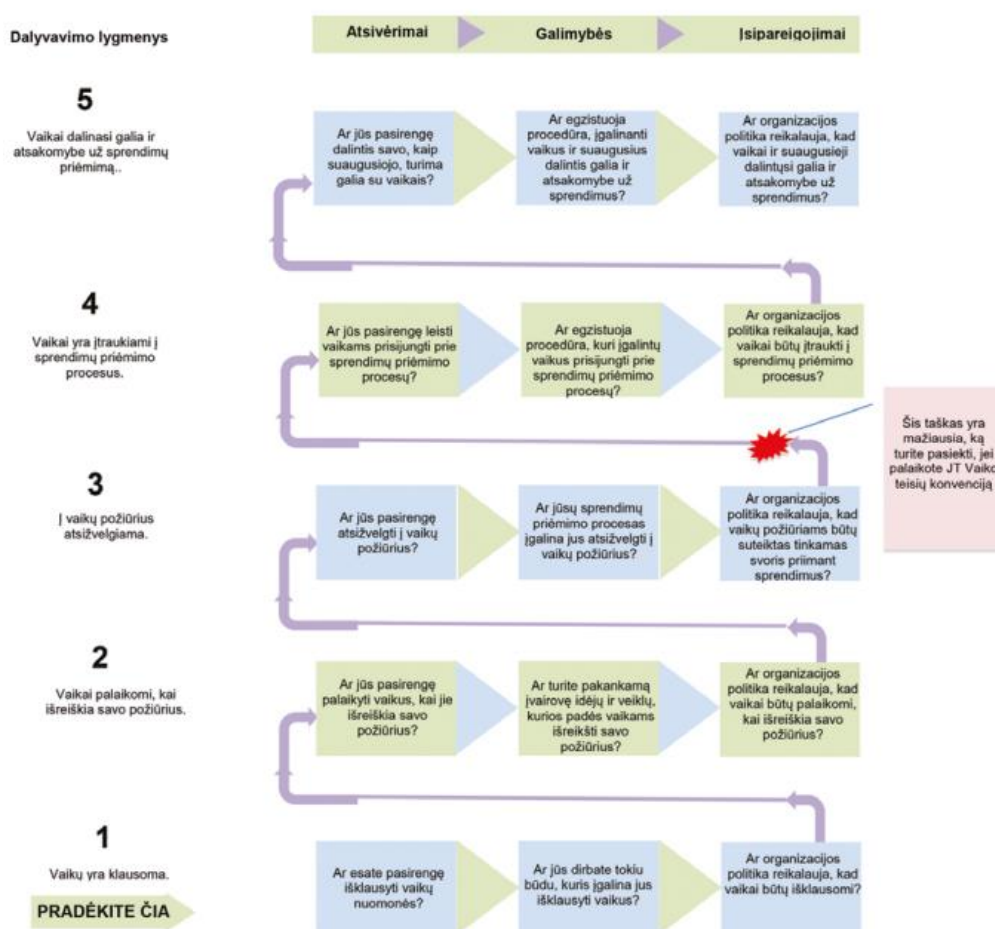 Dalyvavimo lygmenys
Atsivėrimai
Galimybės
Įsipareigojimai
5
Vaikai dalinasi galia ir
atsakomybe už sprendimų
priėmimą..
Ar jūs pasirengę
dalintis savo, kaip
suaugusiojo, turima
galia su vaikais?
Ar egzistuoja
procedūra, įgalinanti
vaikus ir suaugusius
dalintis galia ir
atsakomybe už
sprendimus?
Ar organizacijos
politika reikalauja, kad
vaikai ir suaugusieji
dalintųsi galia ir
atsakomybe už
sprendimus?
4
Vaikai yra įtraukiami į
sprendimų priėmimo
procesus.
Ar jūs pasirengę leisti
vaikams prisijungti prie
sprendimų priėmimo
procesų?
Ar egzistuoja
procedūra, kuri įgalintų
vaikus prisijungti prie
sprendimų priėmimo
procesų?
Ar organizacijos
politika reikalauja, kad
vaikai būtų įtraukti į
sprendimų priėmimo
procesus?
Šis taškas yra
mažiausia, ką
turite pasiekti, jei
palaikote JT Vaiko
teisių konvenciją
3
Į vaikų požiūrius
atsižvelgiama.
Ar jūs pasirengę
atsižvelgti į vaikų
požiūrius?
Ar jūsų sprendimų
priėmimo procesas
įgalina jus atsižvelgti į
vaikų požiūrius?
Ar organizacijos
politika reikalauja, kad
vaikų požiūriams būtų
suteiktas tinkamas
svoris priimant
sprendimus?
2
Vaikai palaikomi, kai
išreiškia savo požiūrius.
Ar jūs pasirengę
palaikyti vaikus, kai jie
išreiškia savo
požiūrius?
Ar turite pakankamą
įvairovę idėjų ir veiklų,
kurios padės vaikams
išreikšti savo
požiūrius?
Ar organizacijos
politika reikalauja, kad
vaikai būtų palaikomi,
kai išreiškia savo
požiūrius?
1
Vaikų yra klausoma.
PRADĖKITE ČIA
Ar esate pasirengę
išklausyti vaikų
nuomonės?
Ar jūs dirbate tokiu
būdu, kuris įgalina jus
išklausyti vaikus?
Ar organizacijos
politika reikalauja, kad
vaikai būtų išklausomi?